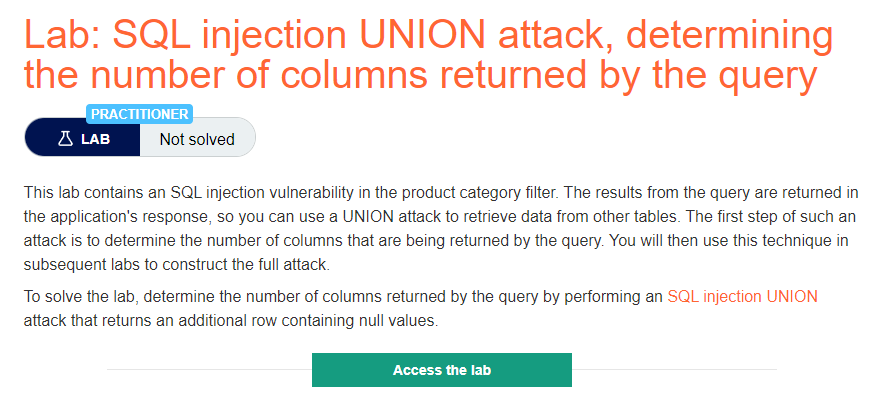 Lab: SQL injection UNION attack, determining
the number of columns returned by the query
PRACTITIONER
LAB
Not solved
This lab contains an SQL injection vulnerability in the product category filter. The results from the query are returned in
the application's response, so you can use a UNION attack to retrieve data from other tables. The first step of such an
attack is to determine the number of columns that are being returned by the query. You will then use this technique in
subsequent labs to construct the full attack.
To solve the lab, determine the number of columns returned by the query by performing an SQL injection UNION
attack that returns an additional row containing null values.
Access the lab